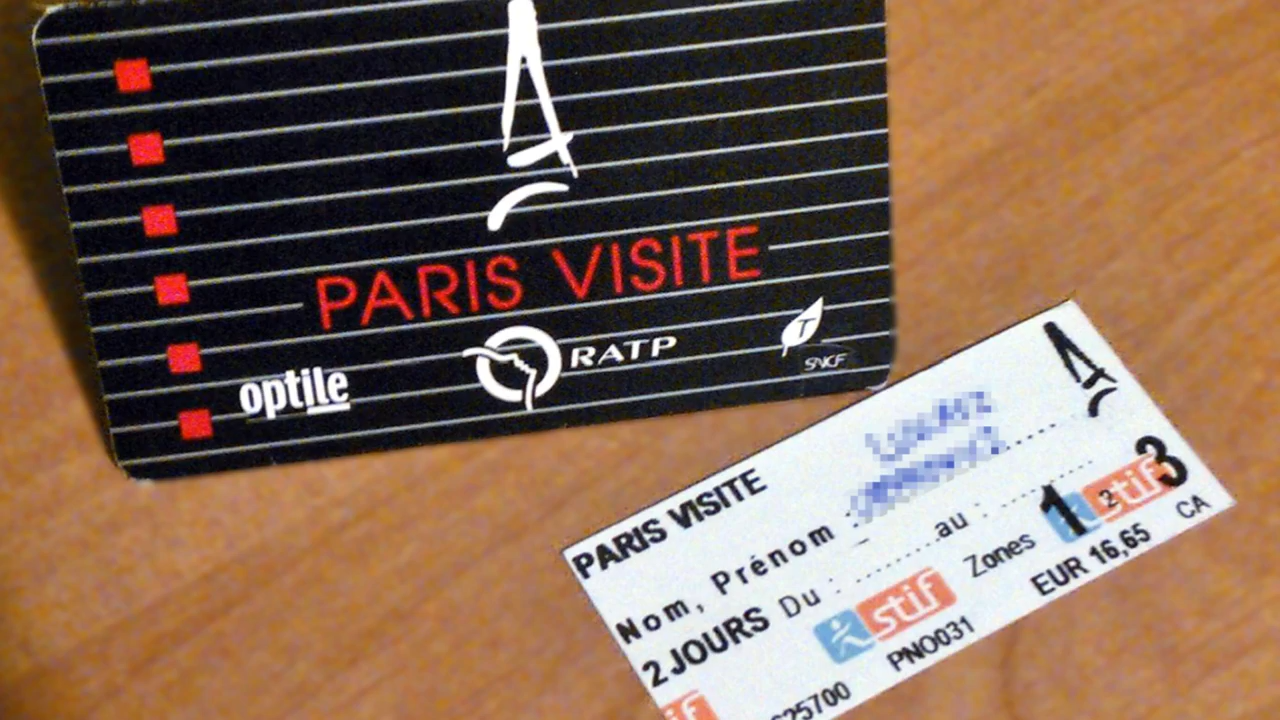 PARIS VISITE
optile
RATP
T
SNCF
PARIS VISITE
Nom, Prénom :
2 JOURS Du : au :
stif
Zones 1 2 3
stif
EUR 16,65 CA
PNO031
25700